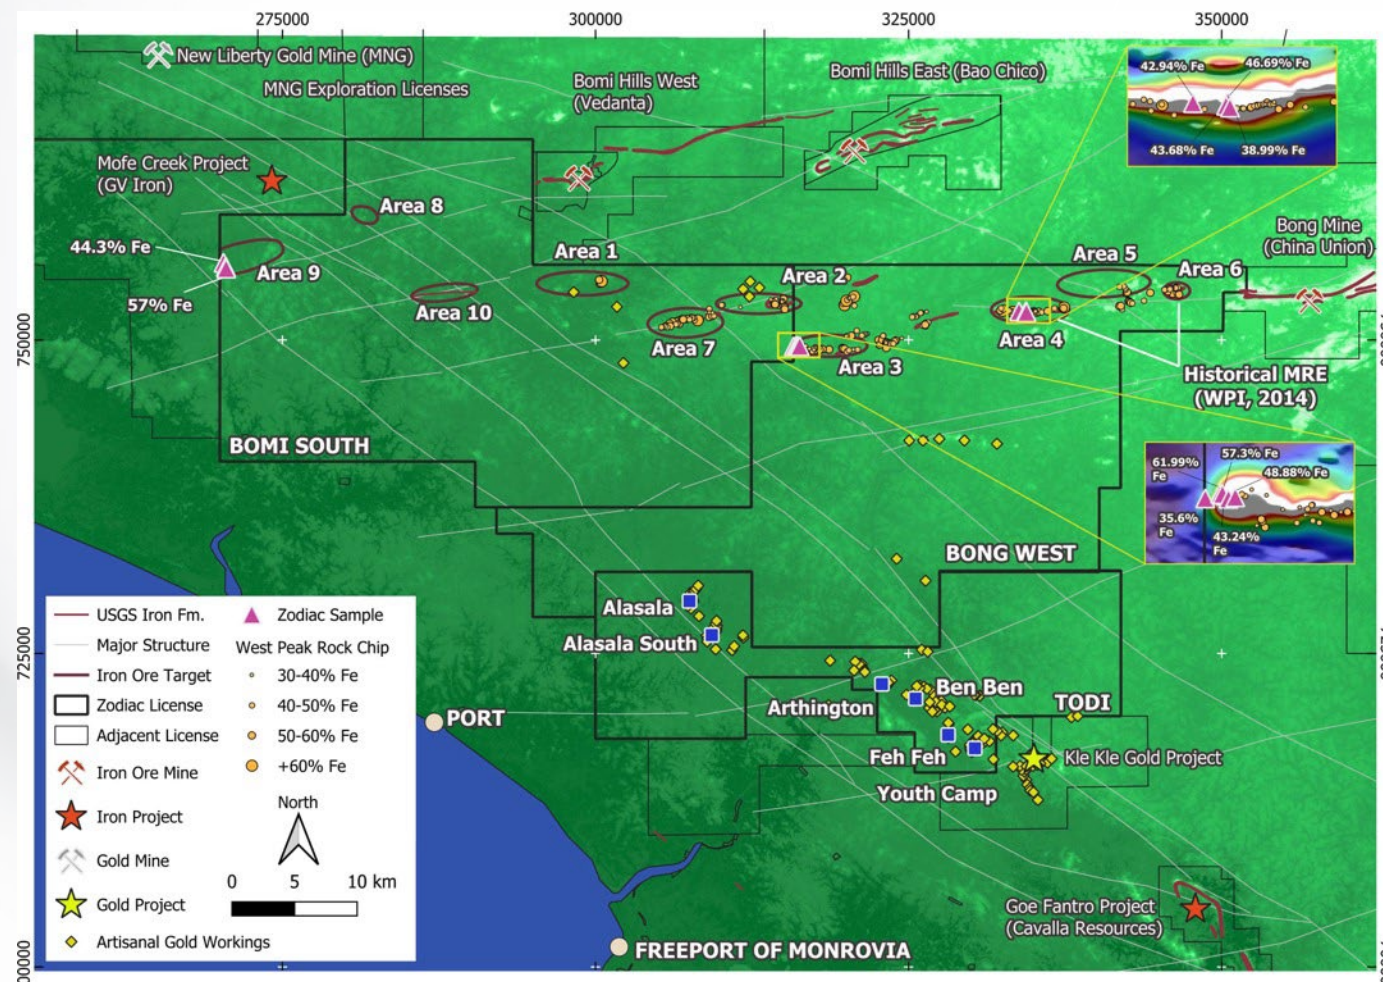 275000
300000
325000
350000
New Liberty Gold Mine (MNG)
MNG Exploration Licenses
Bomi Hills West
(Vedanta)
Bomi Hills East (Bao Chico)
42.94% Fe
46.69% Fe
43.68% Fe
38.99% Fe
Mofe Creek Project
(GV Iron)
Area 8
44.3% Fe
Area 9
57% Fe
Area 10
Area 1
Area 2
Area 7
Area 3
Area 5
Area 6
Area 4
Bong Mine
(China Union)
750000
Historical MRE
(WPI, 2014)
BOMI SOUTH
61.99%
Fe
57.3% Fe
48.88% Fe
35.6%
Fe
43.24%
Fe
BONG WEST
Alasala
Alasala South
725000
Ben Ben
Arthington
TODI
Feh Feh
Kle Kle Gold Project
Youth Camp
PORT
Goe Fantro Project
(Cavalla Resources)
FREEPORT OF MONROVIA
USGS Iron Fm.
Major Structure
Iron Ore Target
Zodiac License
Adjacent License
Iron Ore Mine
Iron Project
Gold Mine
Gold Project
Artisanal Gold Workings
Zodiac Sample
West Peak Rock Chip
30-40% Fe
40-50% Fe
50-60% Fe
+60% Fe
North
0 5 10 km